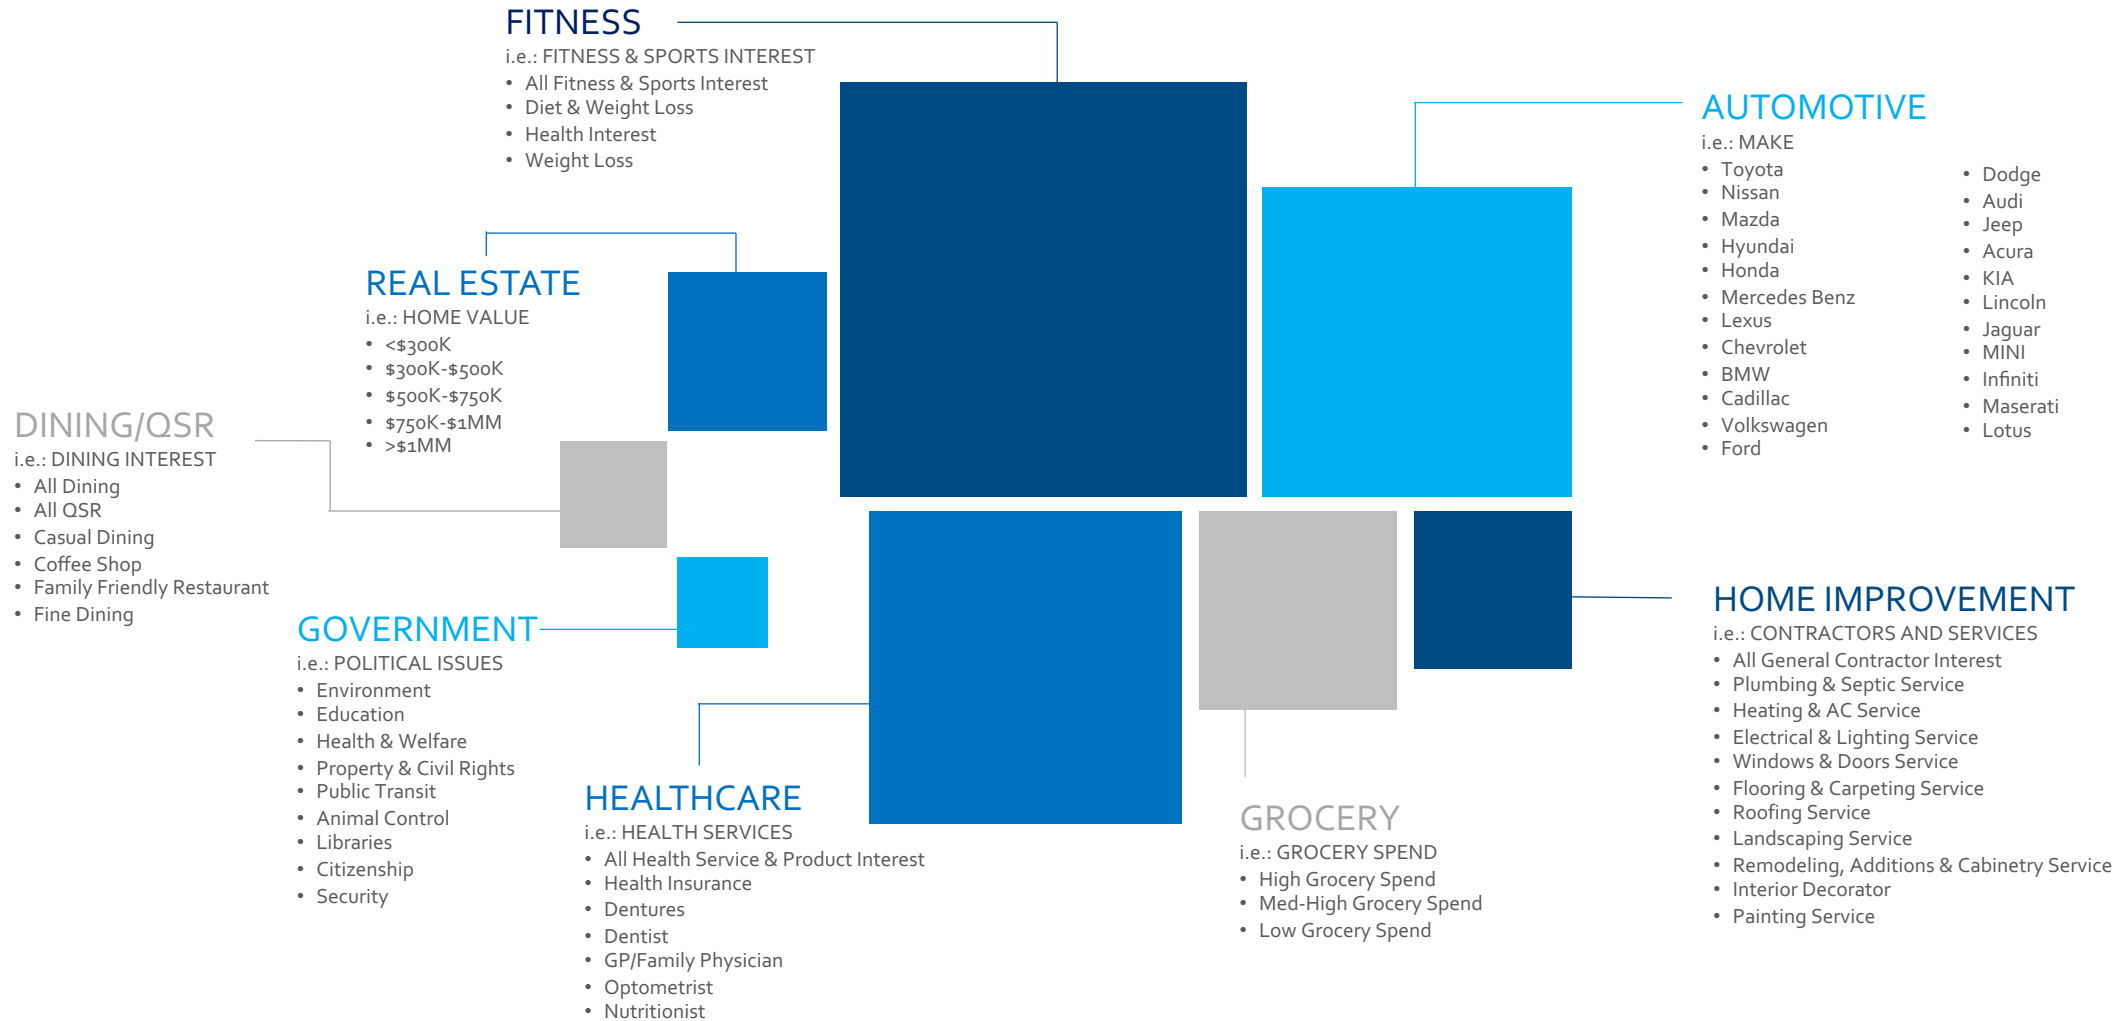 FITNESS
i.e.: FITNESS & SPORTS INTEREST
• All Fitness & Sports Interest
• Diet & Weight Loss
• Health Interest
• Weight Loss
AUTOMOTIVE
i.e.: MAKE
• Toyota
• Nissan
• Mazda
• Hyundai
• Honda
• Mercedes Benz
• Lexus
• Chevrolet
• BMW
• Cadillac
• Volkswagen
• Ford
• Dodge
• Audi
• Jeep
• Acura
• KIA
• Lincoln
• Jaguar
• MINI
• Infiniti
• Maserati
• Lotus
REAL ESTATE
i.e.: HOME VALUE
• <$300K
• $300K-$500K
• $500K-$750K
• $750K-$1MM
• >$1MM
DINING/QSR
i.e.: DINING INTEREST
• All Dining
• All QSR
• Casual Dining
• Coffee Shop
• Family Friendly Restaurant
• Fine Dining
GOVERNMENT
i.e.: POLITICAL ISSUES
• Environment
• Education
• Health & Welfare
• Property & Civil Rights
• Public Transit
• Animal Control
• Libraries
• Citizenship
• Security
HEALTHCARE
i.e.: HEALTH SERVICES
• All Health Service & Product Interest
• Health Insurance
• Dentures
• Dentist
• GP/Family Physician
• Optometrist
• Nutritionist
GROCERY
i.e.: GROCERY SPEND
• High Grocery Spend
• Med-High Grocery Spend
• Low Grocery Spend
HOME IMPROVEMENT
i.e.: CONTRACTORS AND SERVICES
• All General Contractor Interest
• Plumbing & Septic Service
• Heating & AC Service
• Electrical & Lighting Service
• Windows & Doors Service
• Flooring & Carpeting Service
• Roofing Service
• Landscaping Service
• Remodeling, Additions & Cabinetry Service
• Interior Decorator
• Painting Service